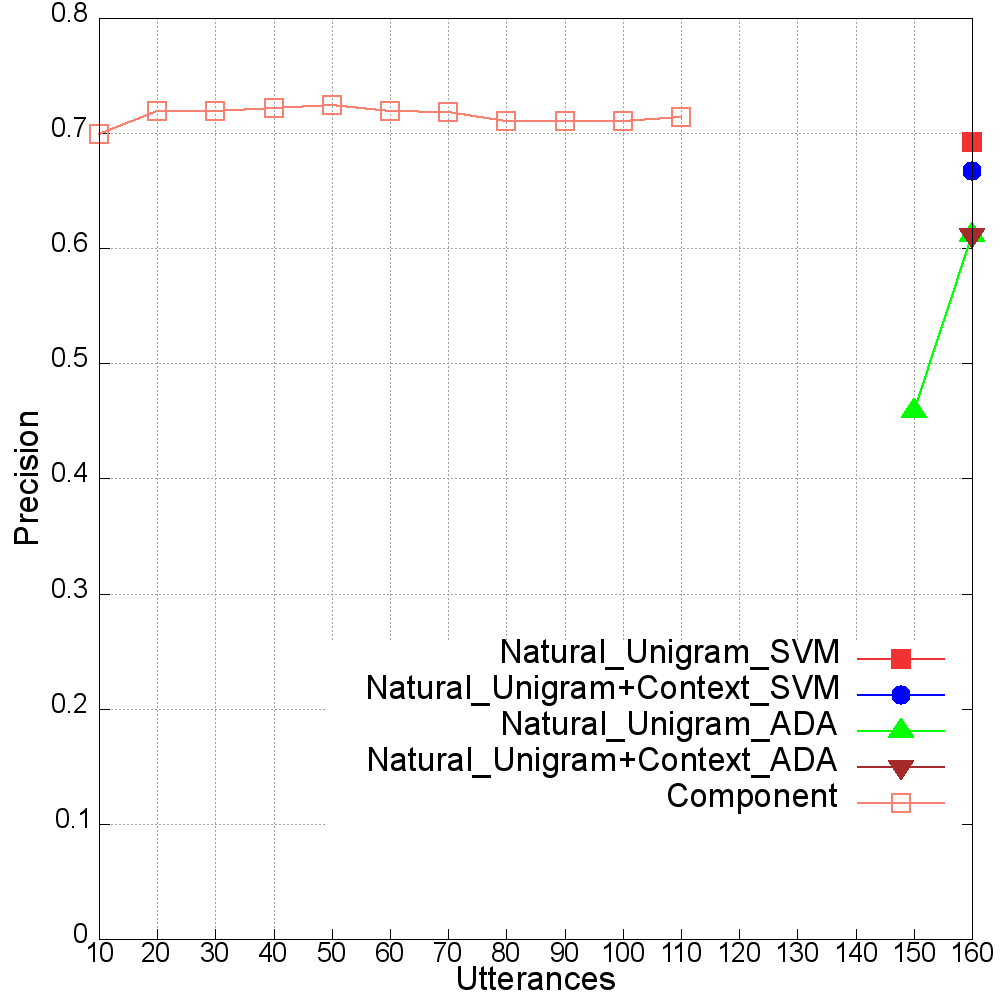 0.8
0.7
0.6
0.5
0.4
0.3
0.2
0.1
0
Precision
Natural_Unigram_SVM
Natural_Unigram+Context_SVM
Natural_Unigram_ADA
Natural_Unigram+Context_ADA
Component
10 20 30 40 50 60 70 80 90 100 110 120 130 140 150 160
Utterances